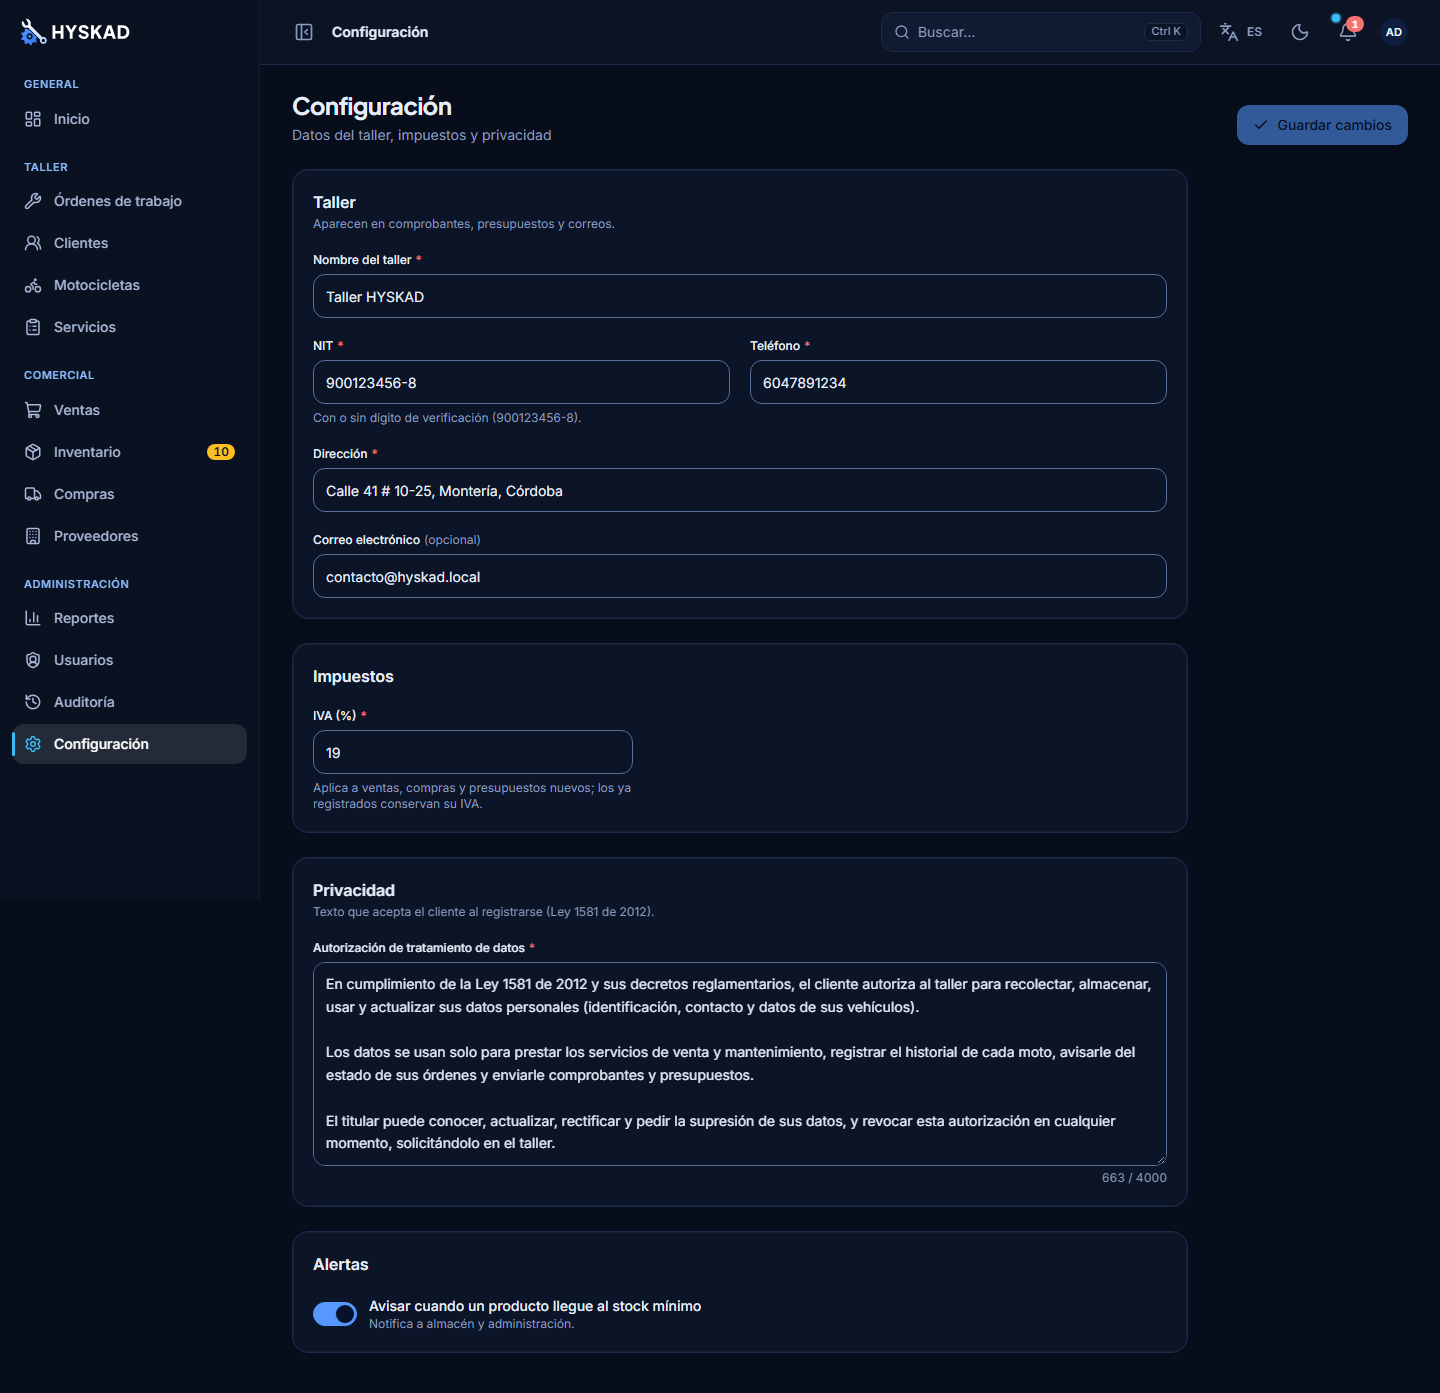 HYSKAD
Configuración
Buscar...
Ctrl K
ES
1
AD
GENERAL
Inicio
TALLER
Órdenes de trabajo
Clientes
Motocicletas
Servicios
COMERCIAL
Ventas
Inventario
10
Compras
Proveedores
ADMINISTRACIÓN
Reportes
Usuarios
Auditoría
Configuración
Configuración
Datos del taller, impuestos y privacidad
Guardar cambios
Taller
Aparecen en comprobantes, presupuestos y correos.
Nombre del taller *
Taller HYSKAD
NIT *
900123456-8
Con o sin dígito de verificación (900123456-8).
Teléfono *
6047891234
Dirección *
Calle 41 # 10-25, Montería, Córdoba
Correo electrónico (opcional)
contacto@hyskad.local
Impuestos
IVA (%) *
19
Aplica a ventas, compras y presupuestos nuevos; los ya
registrados conservan su IVA.
Privacidad
Texto que acepta el cliente al registrarse (Ley 1581 de 2012).
Autorización de tratamiento de datos *
En cumplimiento de la Ley 1581 de 2012 y sus decretos reglamentarios, el cliente autoriza al taller para recolectar, almacenar,
usar y actualizar sus datos personales (identificación, contacto y datos de sus vehículos).
Los datos se usan solo para prestar los servicios de venta y mantenimiento, registrar el historial de cada moto, avisarle del
estado de sus órdenes y enviarle comprobantes y presupuestos.
El titular puede conocer, actualizar, rectificar y pedir la supresión de sus datos, y revocar esta autorización en cualquier
momento, solicitándolo en el taller.
663 / 4000
Alertas
Avisar cuando un producto llegue al stock mínimo
Notifica a almacén y administración.